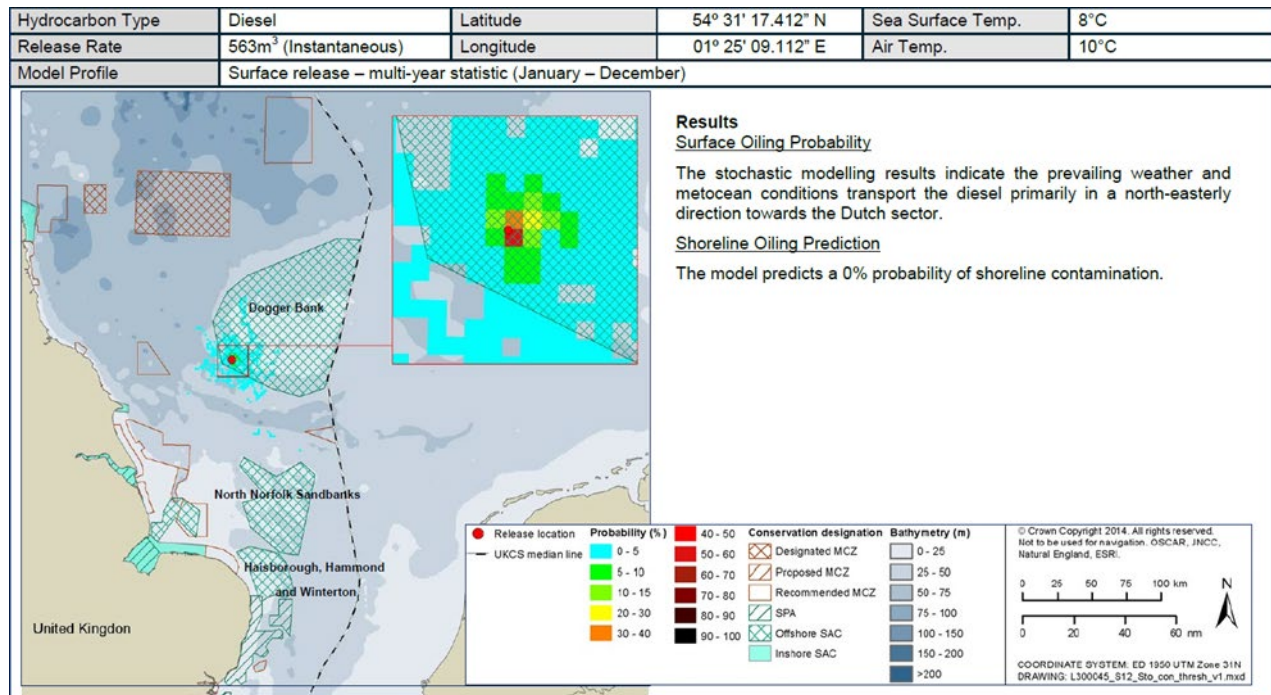 Hydrocarbon Type Diesel Latitude 54º 31' 17.412" N Sea Surface Temp. 8°C
Release Rate 563m³ (Instantaneous) Longitude 01º 25' 09.112" E Air Temp. 10°C
Model Profile Surface release – multi-year statistic (January – December)
Results
Surface Oiling Probability
The stochastic modelling results indicate the prevailing weather and
metocean conditions transport the diesel primarily in a north-easterly
direction towards the Dutch sector.
Shoreline Oiling Prediction
The model predicts a 0% probability of shoreline contamination.
Dogger Bank
North Norfolk Sandbanks
Haisborough, Hammond
and Winterton
United Kingdom
Release location
UKCS median line
Probability (%)
0 - 5
5 - 10
10 - 15
20 - 30
30 - 40
40 - 50
50 - 60
60 - 70
70 - 80
80 - 90
90 - 100
Conservation designation
Designated MCZ
Proposed MCZ
Recommended MCZ
SPA
Offshore SAC
Inshore SAC
Bathymetry (m)
0 - 25
25 - 50
50 - 75
75 - 100
100 - 150
150 - 200
>200
© Crown Copyright 2014. All rights reserved.
Not to be used for navigation. OSCAR, JNCC,
Natural England, ESRI.
0 25 50 75 100 km
0 20 40 60 nm
N
COORDINATE SYSTEM: ED 1950 UTM Zone 31N
DRAWING: L300045_S12_Sto_con_thresh_v1.mxd